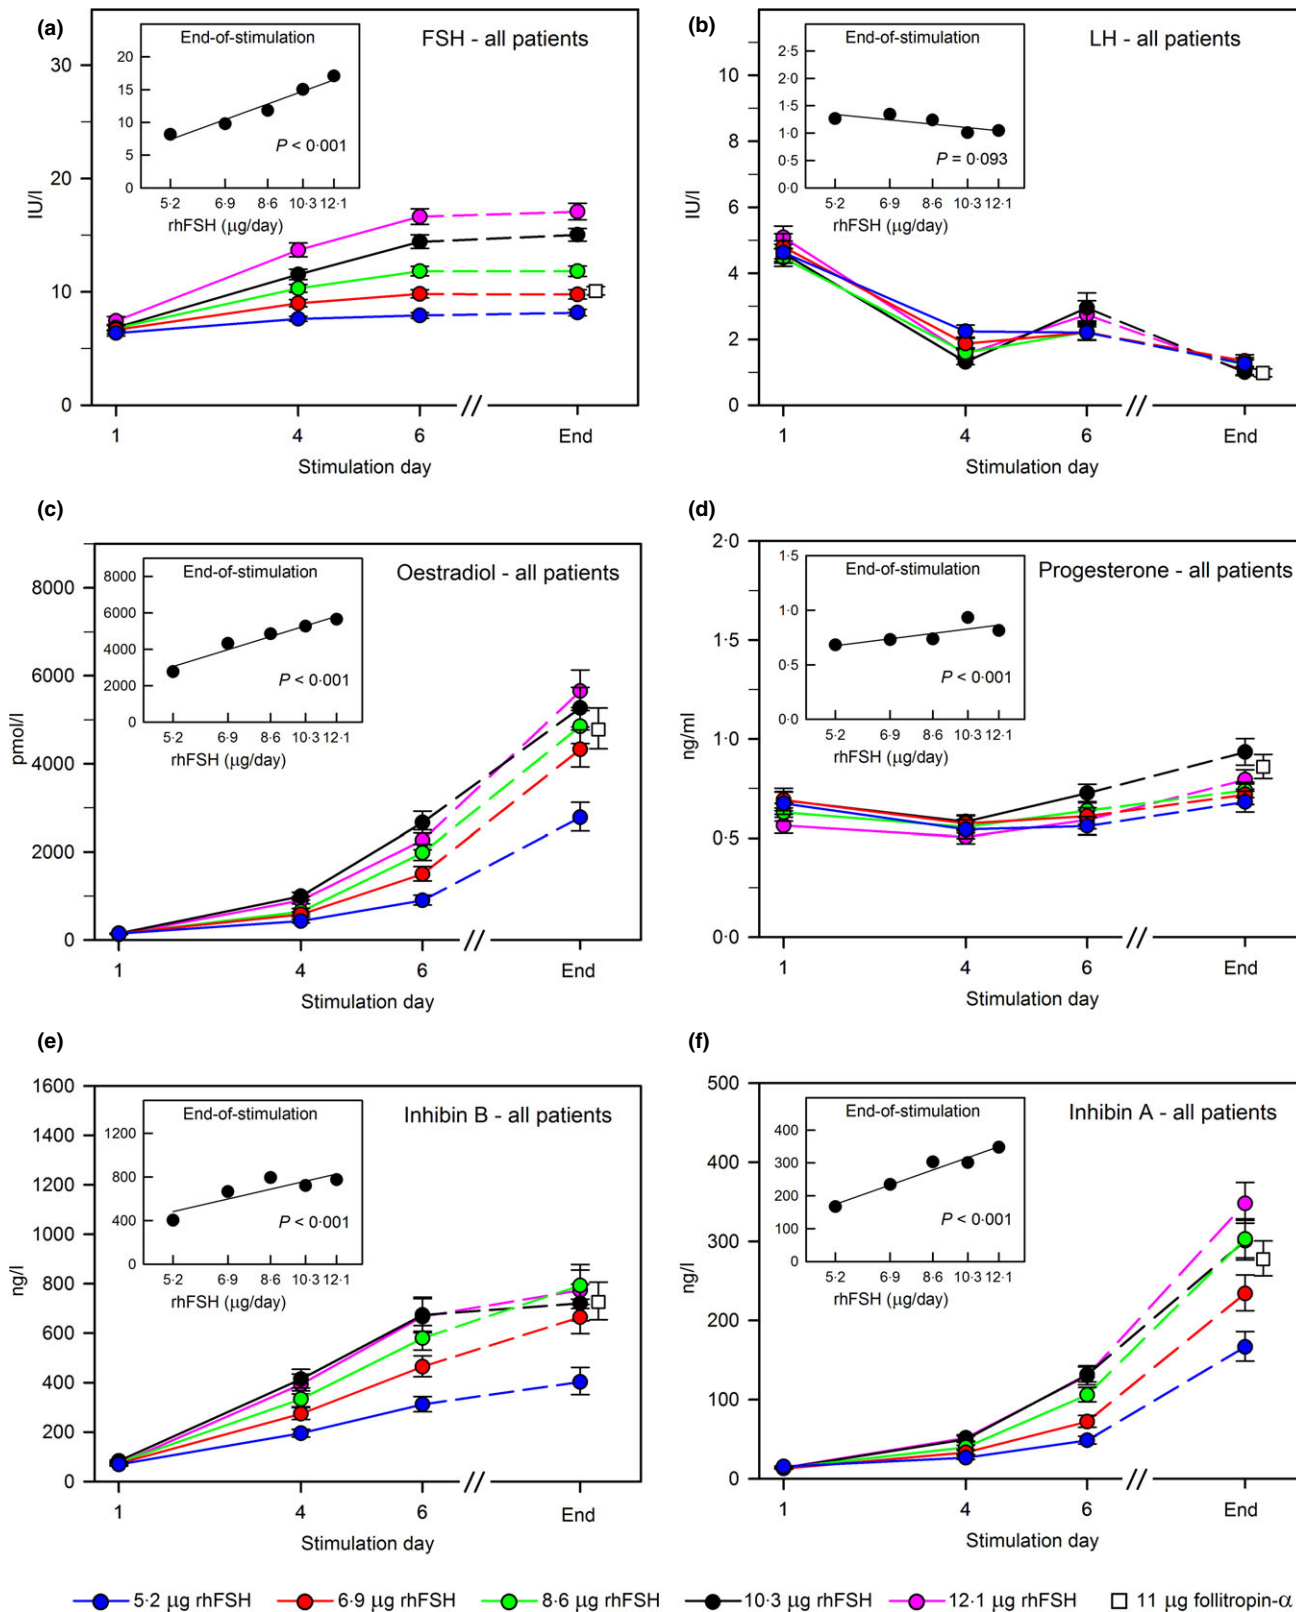 (a)
FSH - all patients
IU/l
30
20
10
0
1
4
6
End
Stimulation day
End-of-stimulation
20
15
10
5
0
P < 0·001
5·2 6·9 8·6 10·3 12·1
rhFSH (µg/day)
(b)
LH - all patients
IU/l
10
8
6
4
2
0
1
4
6
End
Stimulation day
End-of-stimulation
2·5
2·0
1·5
1·0
0·5
0·0
P = 0·093
5·2 6·9 8·6 10·3 12·1
rhFSH (µg/day)
(c)
Oestradiol - all patients
pmol/l
8000
6000
4000
2000
0
1
4
6
End
Stimulation day
End-of-stimulation
8000
6000
4000
2000
0
P < 0·001
5·2 6·9 8·6 10·3 12·1
rhFSH (µg/day)
(d)
Progesterone - all patients
ng/ml
2·0
1·5
1·0
0·5
0·0
1
4
6
End
Stimulation day
End-of-stimulation
1·5
1·0
0·5
0·0
P < 0·001
5·2 6·9 8·6 10·3 12·1
rhFSH (µg/day)
(e)
Inhibin B - all patients
ng/l
1600
1400
1200
1000
800
600
400
200
0
1
4
6
End
Stimulation day
End-of-stimulation
1200
800
400
0
P < 0·001
5·2 6·9 8·6 10·3 12·1
rhFSH (µg/day)
(f)
Inhibin A - all patients
ng/l
500
400
300
200
100
0
1
4
6
End
Stimulation day
End-of-stimulation
400
300
200
100
0
P < 0·001
5·2 6·9 8·6 10·3 12·1
rhFSH (µg/day)
5·2 µg rhFSH 6·9 µg rhFSH 8·6 µg rhFSH 10·3 µg rhFSH 12·1 µg rhFSH 11 µg follitropin-α